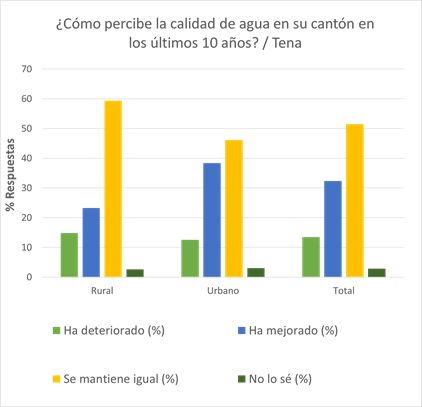 ¿Cómo percibe la calidad de agua en su cantón en
los últimos 10 años? / Tena
% Respuestas
70
60
50
40
30
20
10
0
Rural Urbano Total
Ha deteriorado (%) Ha mejorado (%)
Se mantiene igual (%) No lo sé (%)